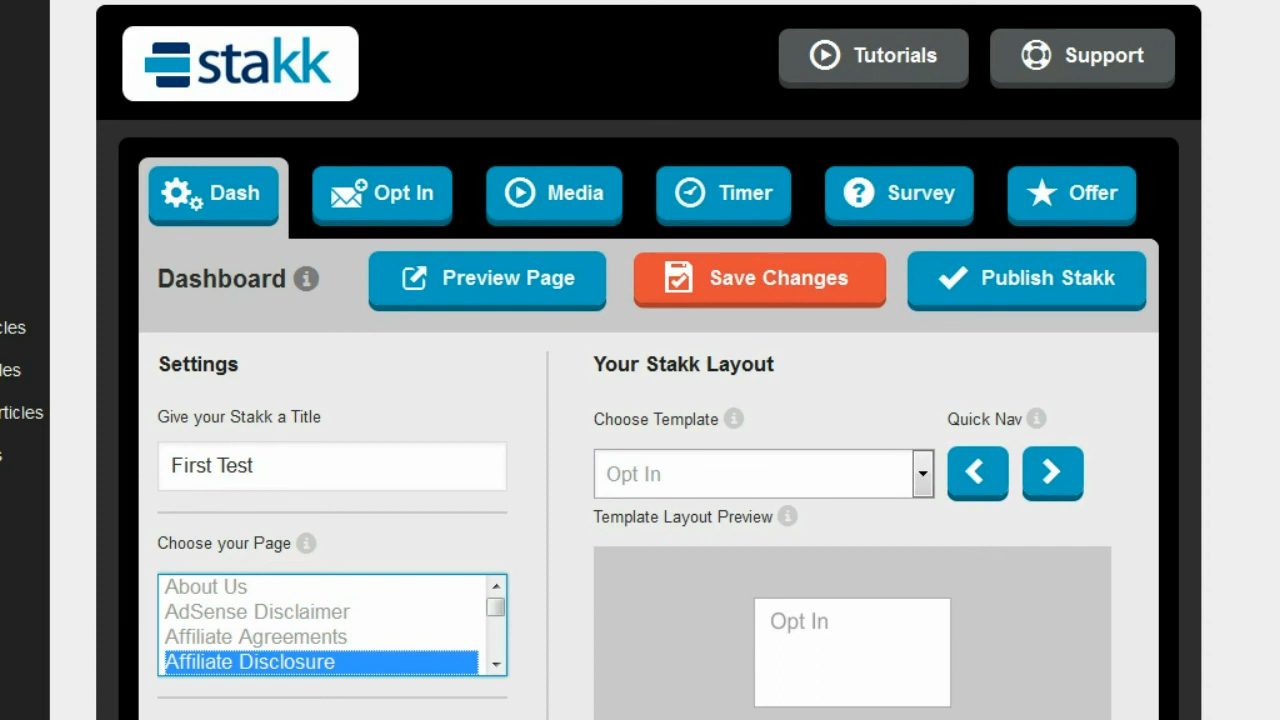 stakk
Tutorials
Support
Dash
Opt In
Media
Timer
Survey
Offer
Dashboard
Preview Page
Save Changes
Publish Stakk
Settings
Your Stakk Layout
Give your Stakk a Title
Choose Template
Quick Nav
First Test
Opt In
Template Layout Preview
Choose your Page
About Us
AdSense Disclaimer
Affiliate Agreements
Affiliate Disclosure
Opt In